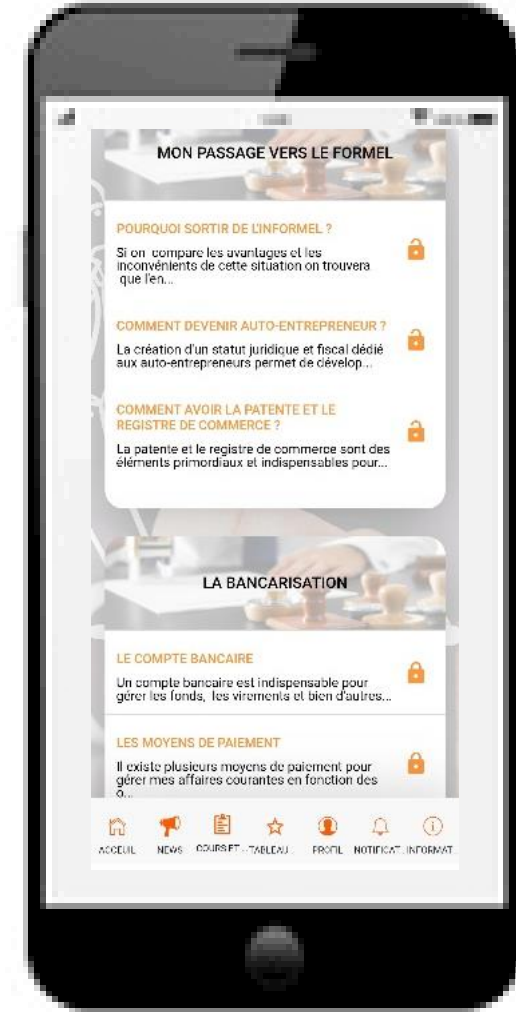 MON PASSAGE VERS LE FORMEL
POURQUOI SORTIR DE L'INFORMEL ?
Si on compare les avantages et les
inconvénients de cette situation on trouvera
que l'en...
COMMENT DEVENIR AUTO-ENTREPRENEUR ?
La création d'un statut juridique et fiscal dédié
aux auto-entrepreneurs permet de dévelop...
COMMENT AVOIR LA PATENTE ET LE
REGISTRE DE COMMERCE ?
La patente et le registre de commerce sont des
éléments primordiaux et indispensables pour...
LA BANCARISATION
LE COMPTE BANCAIRE
Un compte bancaire est indispensable pour
gérer les fonds, les virements et bien d'autres...
LES MOYENS DE PAIEMENT
Il existe plusieurs moyens de paiement pour
gérer mes affaires courantes en fonction des
o...
ACCEUIL NEWS COURS ET... TABLEAU... PROFIL NOTIFICAT... INFORMAT...